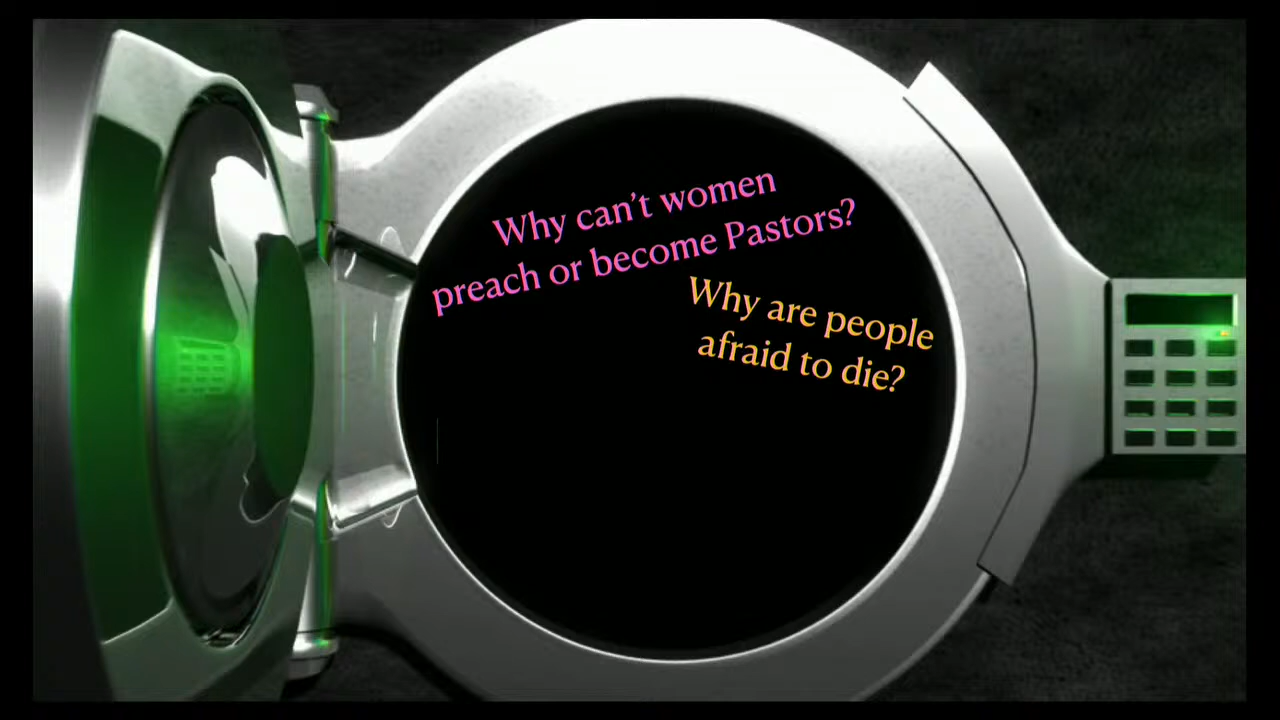 Why can't women
preach or become Pastors?
Why are people
afraid to die?